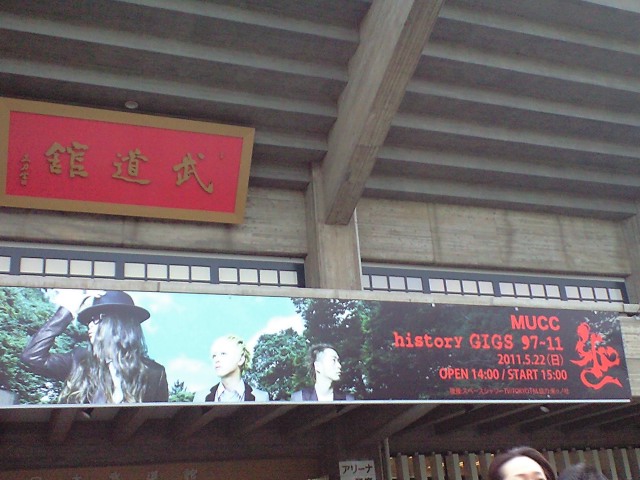 武道館
MUCC
history GIGS 97-11
2011.5.22(日)
OPEN 14:00 / START 15:00
アリーナ